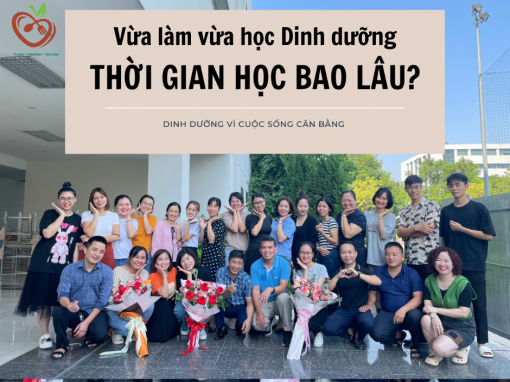 Vừa làm vừa học Dinh dưỡng
THỜI GIAN HỌC BAO LÂU?
DINH DƯỠNG VÌ CUỘC SỐNG CÂN BẰNG